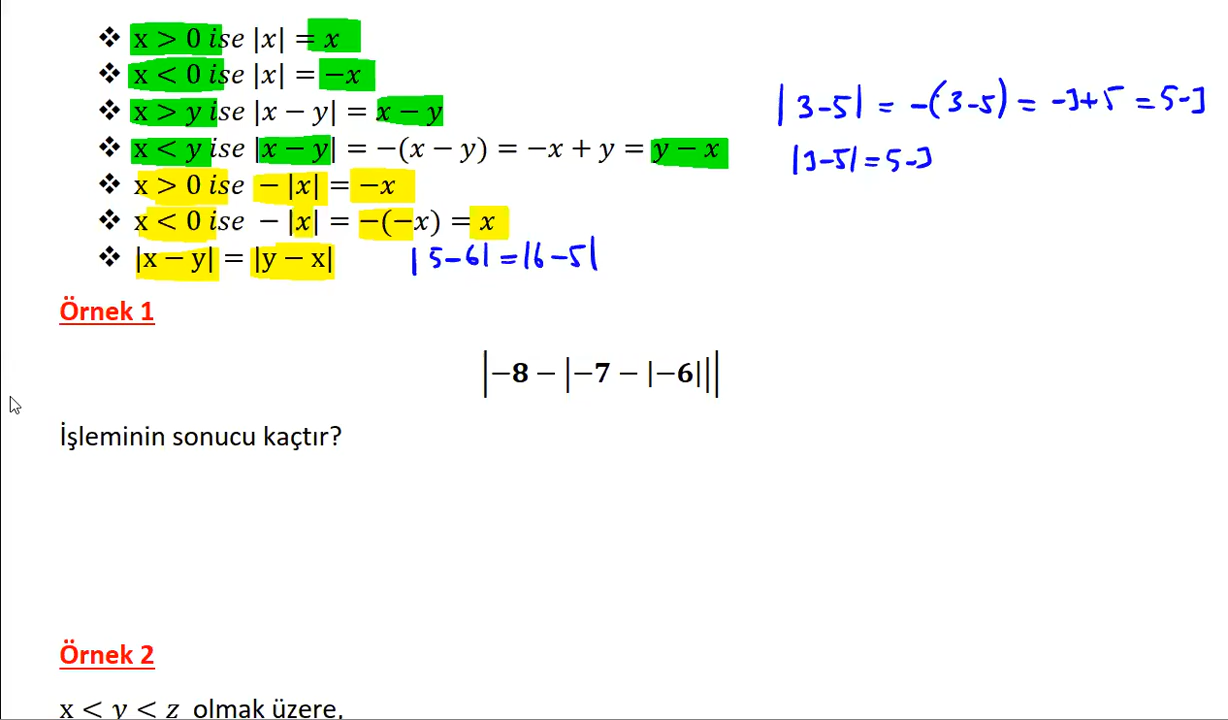 ❖ x > 0 ise |x| = x
❖ x < 0 ise |x| = −x
❖ x > y ise |x − y| = x − y
❖ x < y ise |x − y| = −(x − y) = −x + y = y − x
❖ x > 0 ise − |x| = −x
❖ x < 0 ise − |x| = −(−x) = x
❖ |x − y| = |y − x|
|5-6| = |6-5|
|3-5| = -(3-5) = -3+5 = 5-3
|3-5| = 5-3
Örnek 1
|−8 − |−7 − |−6|||
İşleminin sonucu kaçtır?
Örnek 2
x < y < z olmak üzere,